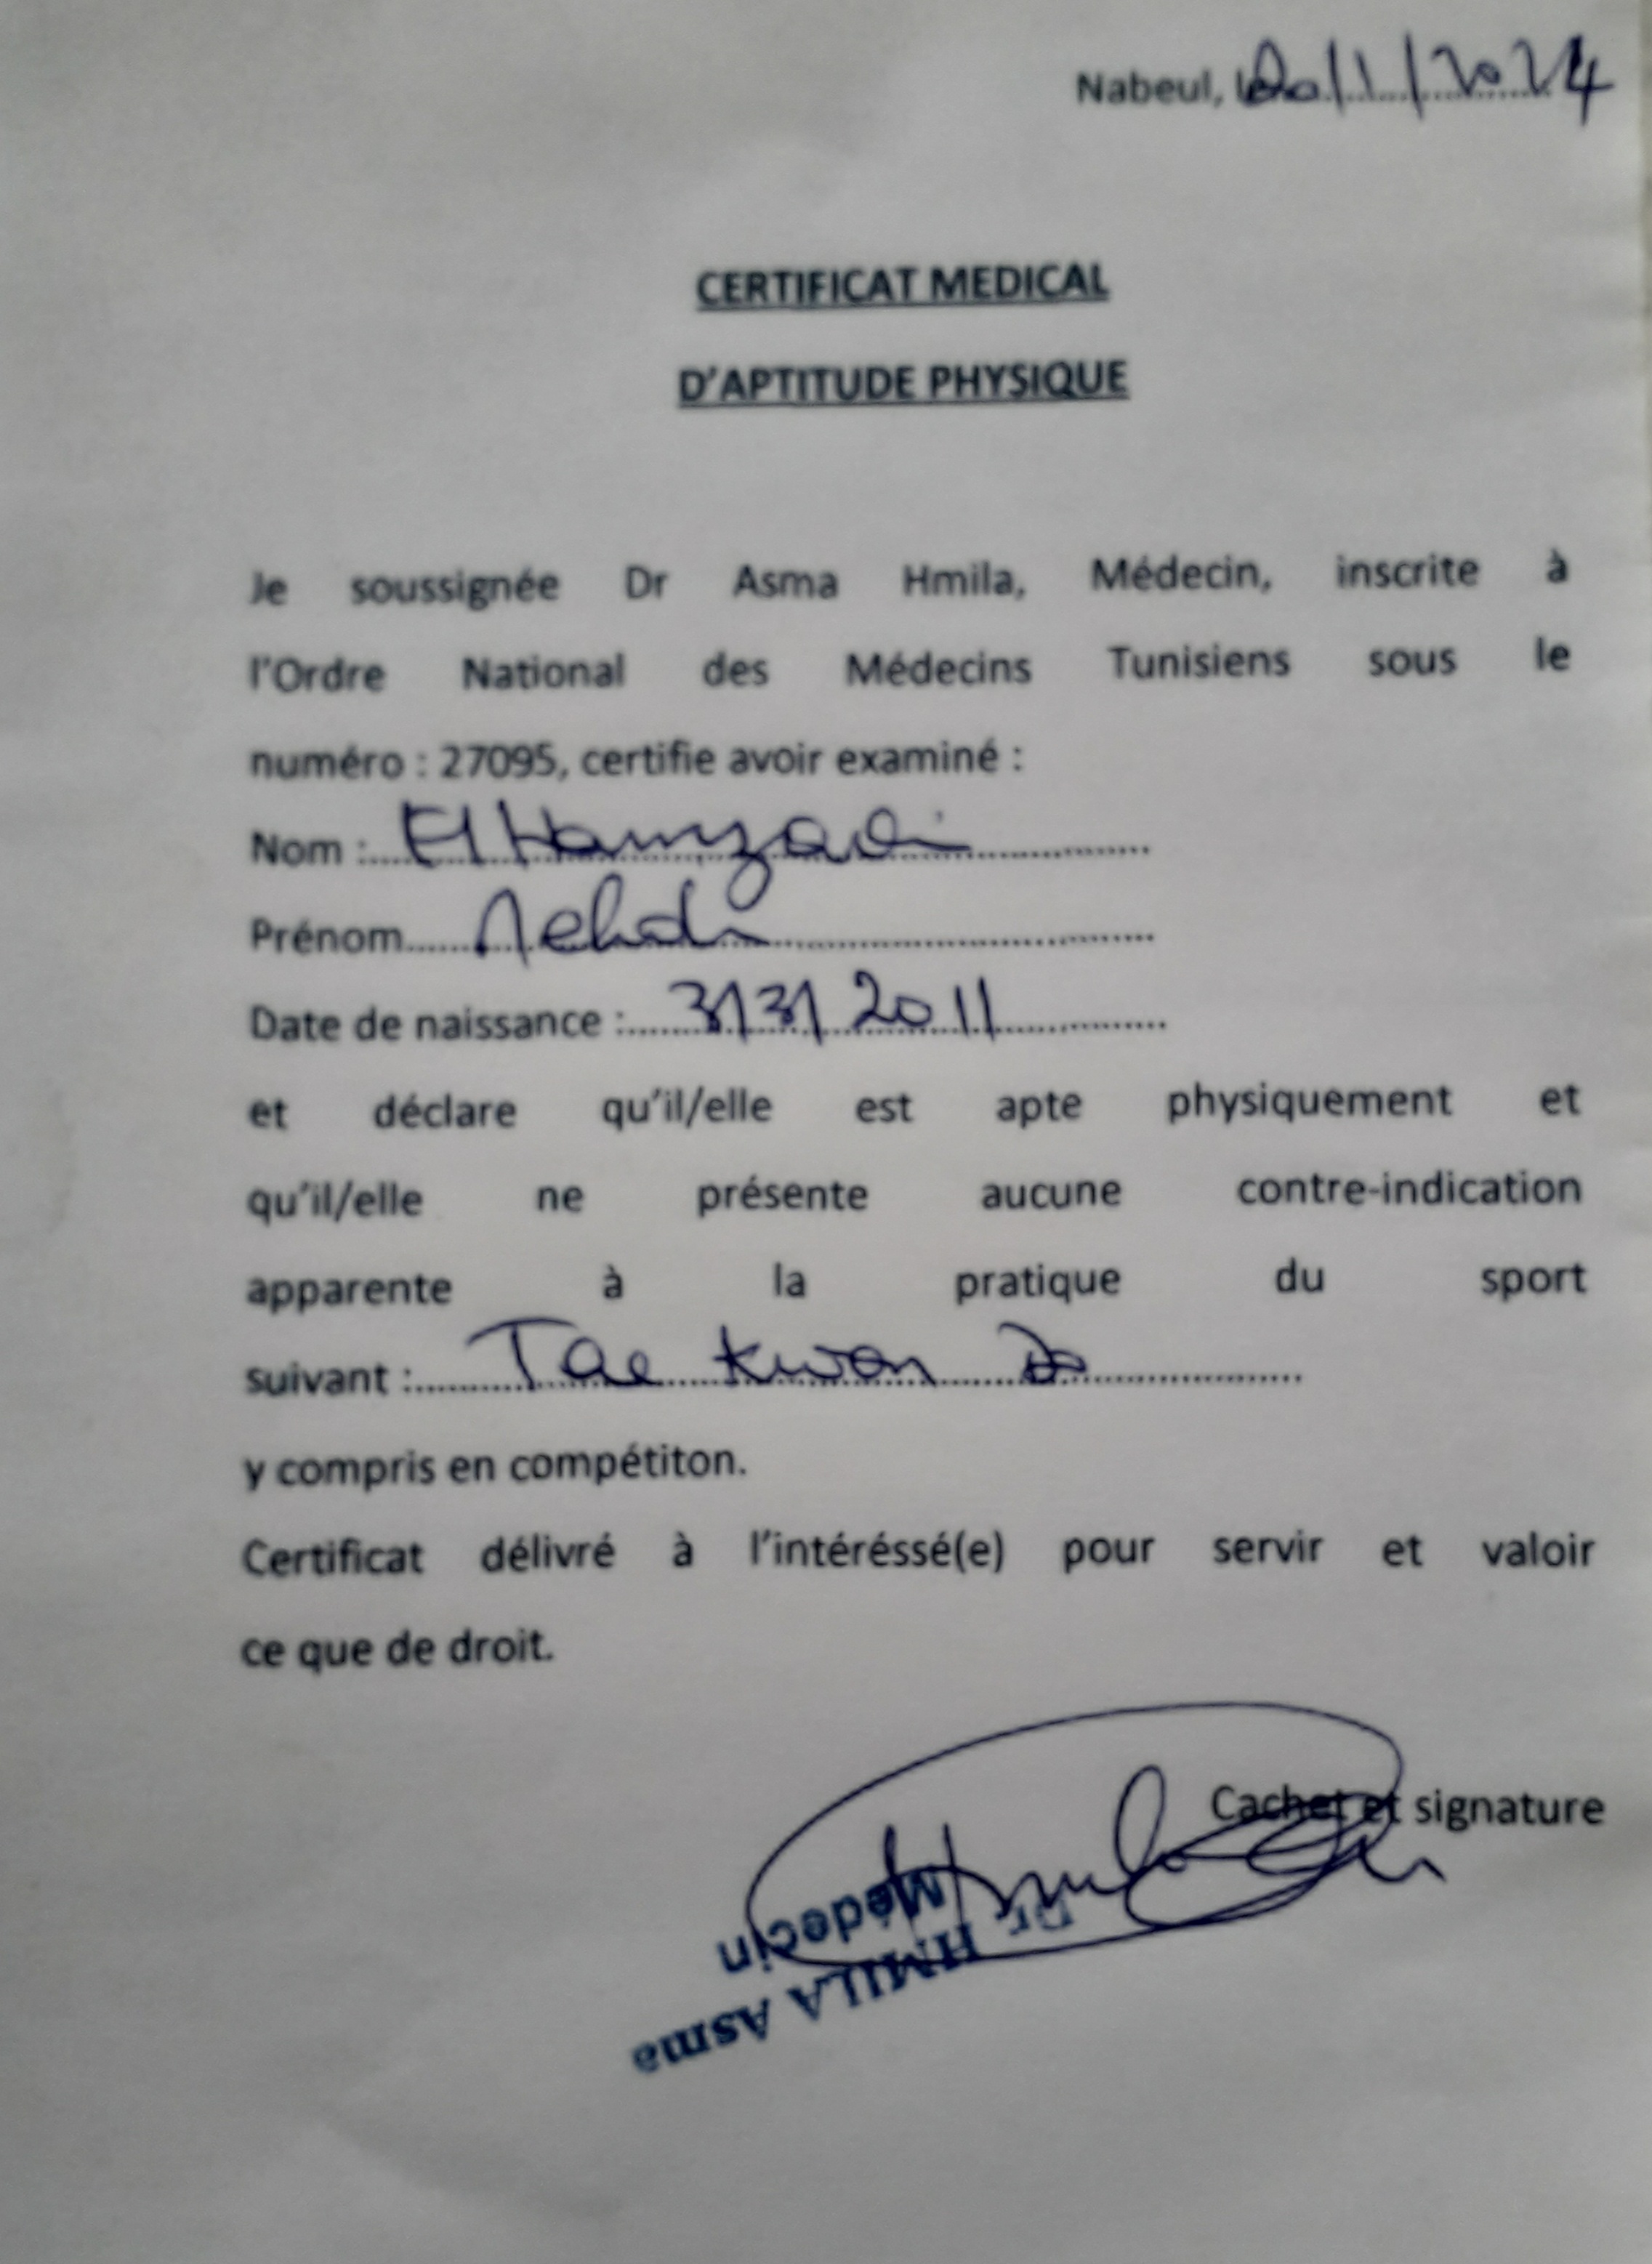 Nabeul, le 20/1/2024
CERTIFICAT MEDICAL
D'APTITUDE PHYSIQUE
Je soussignée Dr Asma Hmila, Médecin, inscrite à
l'Ordre National des Médecins Tunisiens sous le
numéro : 27095, certifie avoir examiné :
Nom : El Hamzaoui
Prénom Mehdi
Date de naissance : 3/3/2011
et déclare qu'il/elle est apte physiquement et
qu'il/elle ne présente aucune contre-indication
apparente à la pratique du sport
suivant : Tae Kwon Do
y compris en compétiton.
Certificat délivré à l'intéréssé(e) pour servir et valoir
ce que de droit.
Cachet et signature
Dr HMILA Asma
Médecin